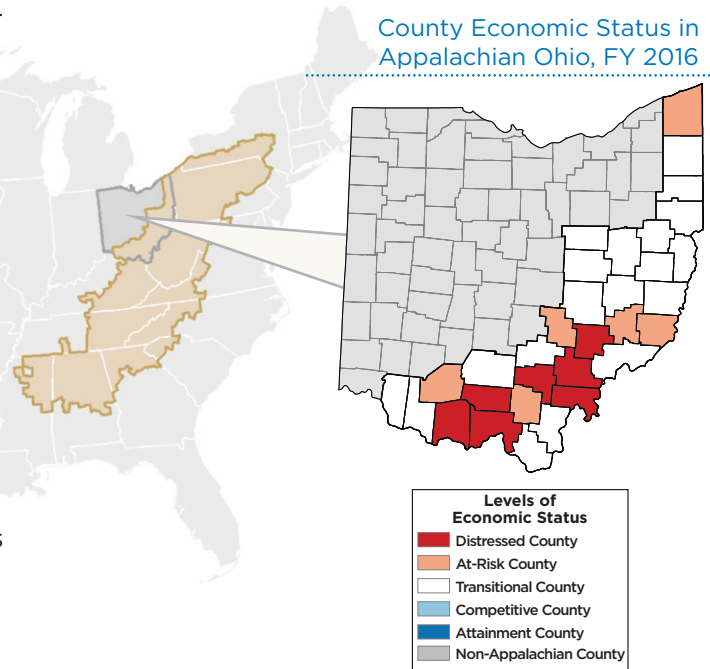 County Economic Status in
Appalachian Ohio, FY 2016
Levels of
Economic Status
Distressed County
At-Risk County
Transitional County
Competitive County
Attainment County
Non-Appalachian County